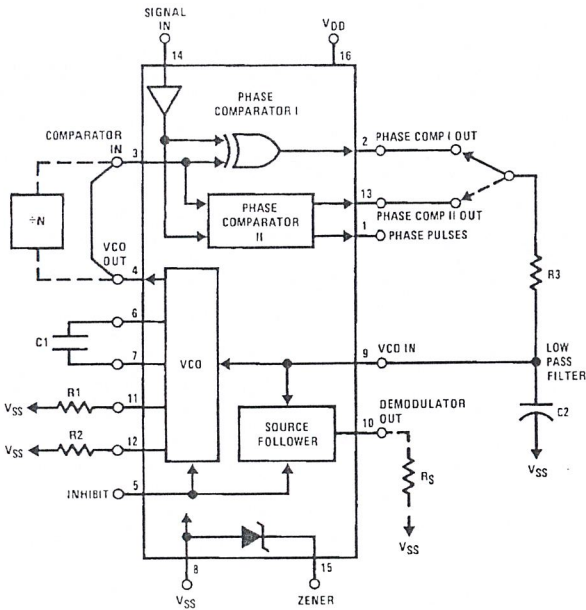 SIGNAL
IN
VDD
14
16
PHASE
COMPARATOR I
COMPARATOR
IN
3
2
PHASE COMP I OUT
÷N
PHASE
COMPARATOR
II
13
PHASE COMP II OUT
1
PHASE PULSES
VCO
OUT
4
R3
6
C1
VCO
7
9
VCO IN
LOW
PASS
FILTER
R1
VSS
11
DEMODULATOR
OUT
10
C2
R2
VSS
12
SOURCE
FOLLOWER
RS
VSS
INHIBIT
5
VSS
8
15
VSS
ZENER